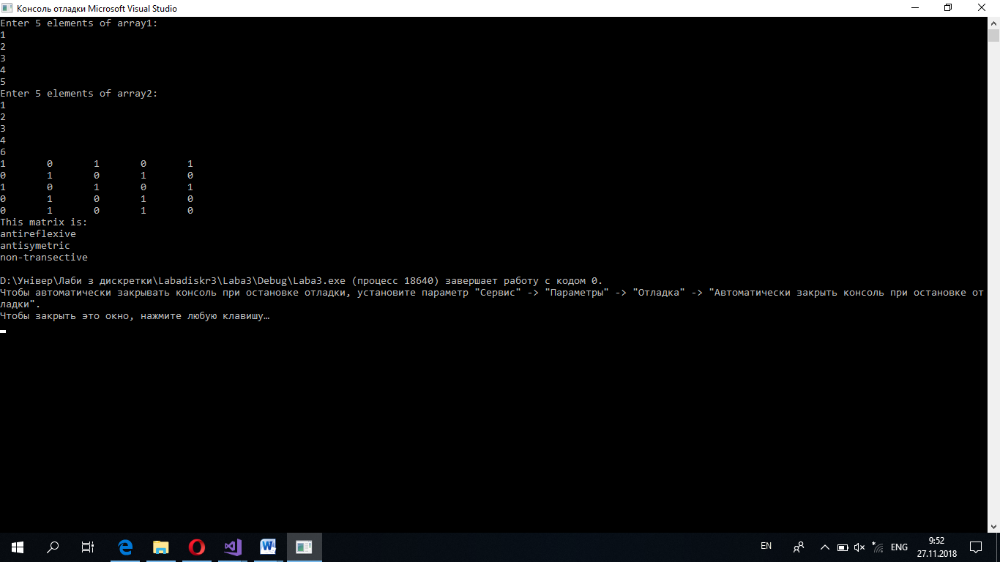 Консоль отладки Microsoft Visual Studio
Enter 5 elements of array1:
1
2
3
4
5
Enter 5 elements of array2:
1
2
3
4
6
1 0 1 0 1
0 1 0 1 0
1 0 1 0 1
0 1 0 1 0
0 1 0 1 0
This matrix is:
antireflexive
antisymetric
non-transective
D:\Унівeр\Лаби з дискретки\Labadiskr3\Laba3\Debug\Laba3.exe (процесс 18640) завершает работу с кодом 0.
Чтобы автоматически закрывать консоль при остановке отладки, установите параметр "Сервис" -> "Параметры" -> "Отладка" -> "Автоматически закрыть консоль при остановке от
ладки".
Чтобы закрыть это окно, нажмите любую клавишу…
EN
ENG
9:52
27.11.2018